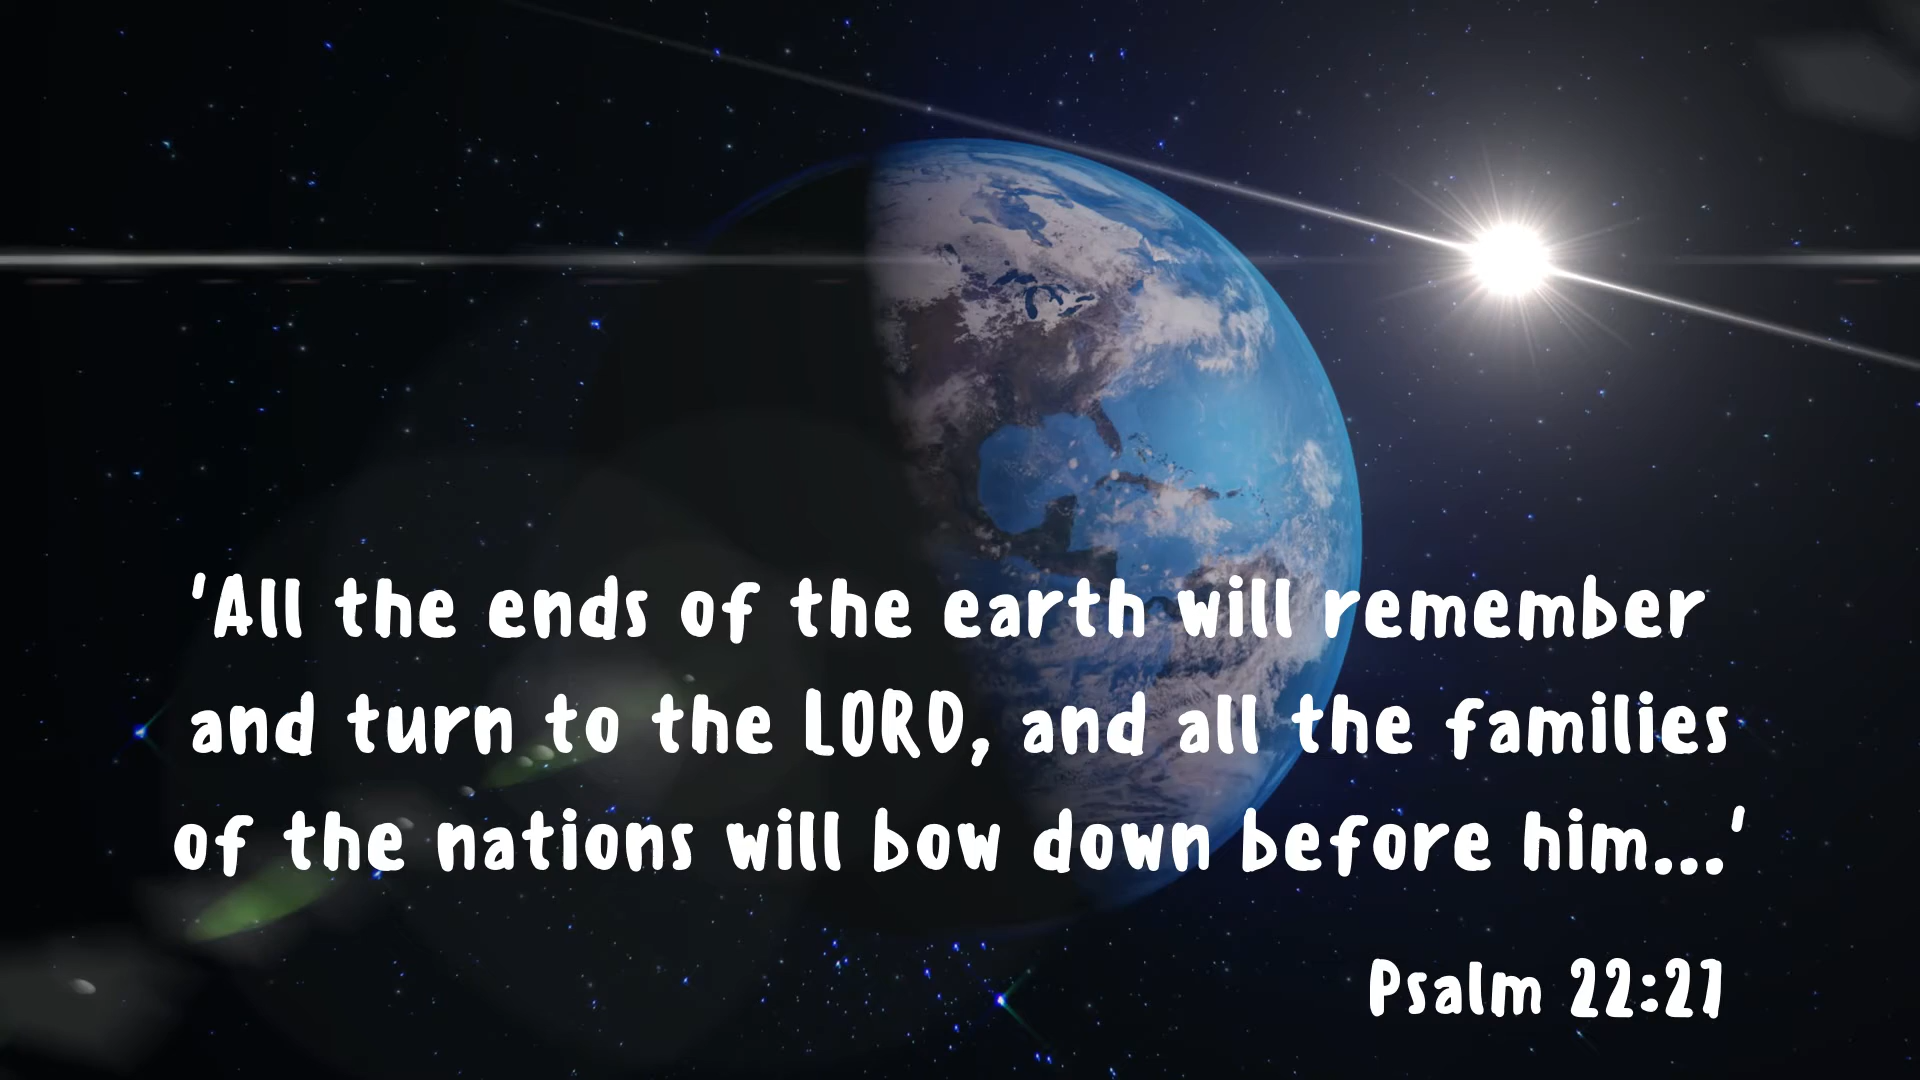 'All the ends of the earth will remember
and turn to the LORD, and all the families
of the nations will bow down before him...'
Psalm 22:27